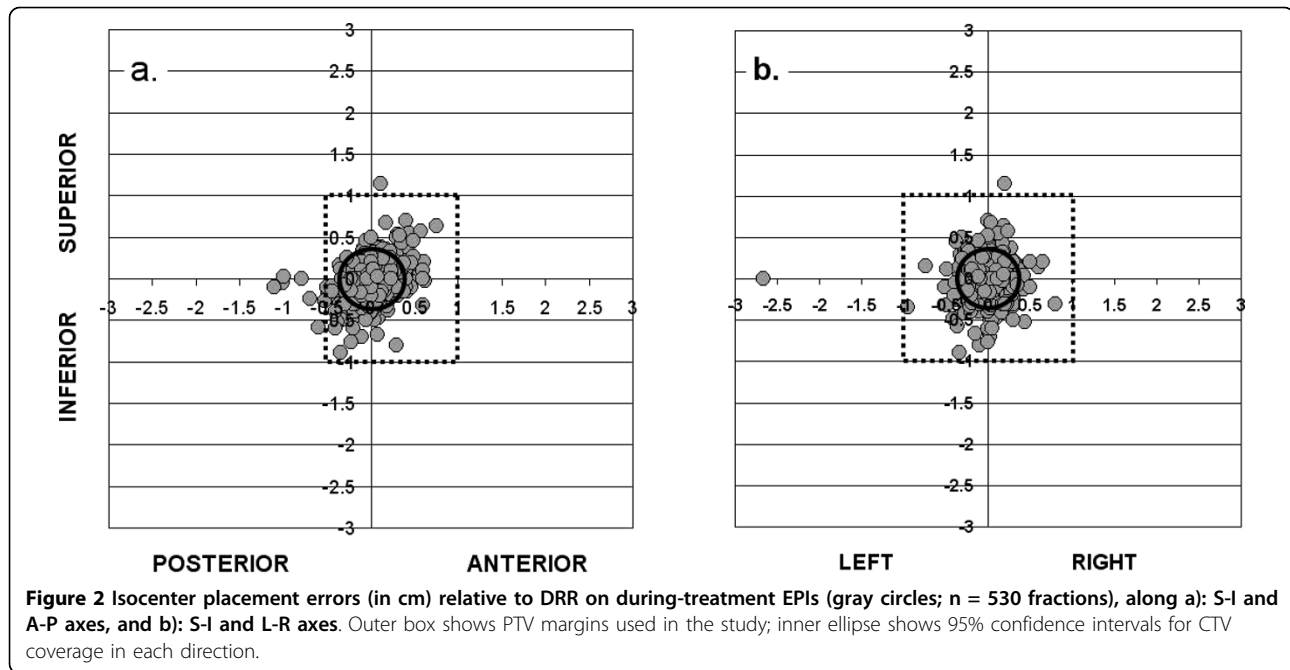 a.
3
2.5
2
1.5
1
0.5
0
-3 -2.5 -2 -1.5 -1 -0.5 0 0.5 1 1.5 2 2.5 3
-0.5
-1
-1.5
-2
-2.5
-3
SUPERIOR
INFERIOR
POSTERIOR ANTERIOR
b.
3
2.5
2
1.5
1
0.5
0
-3 -2.5 -2 -1.5 -1 -0.5 0 0.5 1 1.5 2 2.5 3
-0.5
-1
-1.5
-2
-2.5
-3
LEFT RIGHT
Figure 2 Isocenter placement errors (in cm) relative to DRR on during-treatment EPIs (gray circles; n = 530 fractions), along a): S-I and
A-P axes, and b): S-I and L-R axes. Outer box shows PTV margins used in the study; inner ellipse shows 95% confidence intervals for CTV
coverage in each direction.